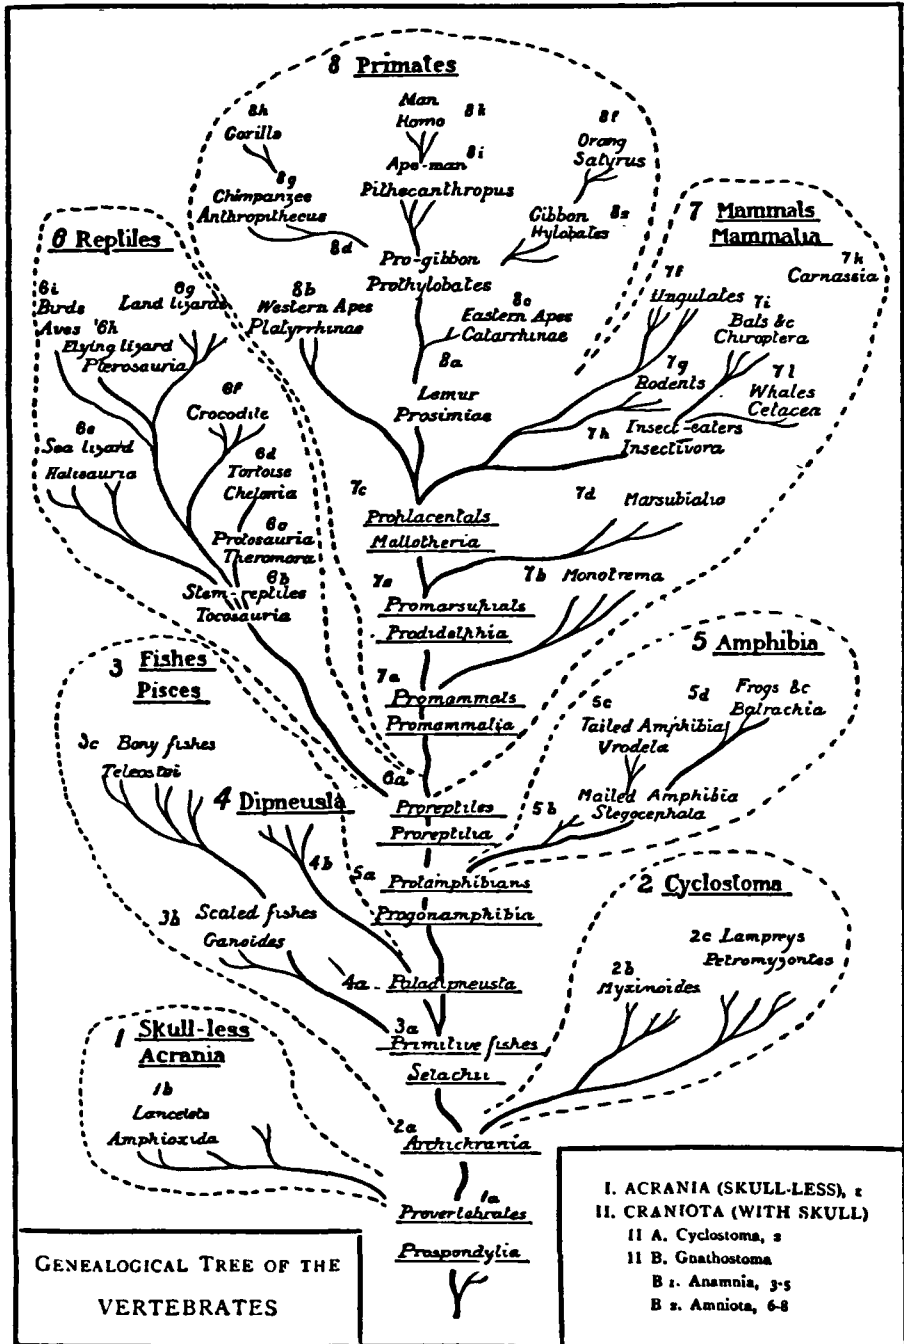 8 Primates
8h
Gorilla
Man
Homo 8k
8f
Orang
Satyrus
8g
Chimpanzee
Anthropithecus
Ape-man 8i
Pithecanthropus
Gibbon 8e
Hylobates
8d
Pro-gibbon
Prothylobates
8b
Western Apes
Platyrrhinae
8c
Eastern Apes
Catarrhinae
8a
Lemur
Prosimiae
7 Mammals
Mammalia
7k
Carnassia
7f
Ungulates
7i
Bats &c
Chiroptera
7g
Rodents
7l
Whales
Cetacea
7h
Insect-eaters
Insectivora
6 Reptiles
6i
Birds
Aves
6g
Land lizards
6h
Flying lizard
Pterosauria
6f
Crocodile
6e
Sea lizard
Halisauria
6d
Tortoise
Chelonia
6c
Protosauria
Theromora
6b
Stem-reptiles
Tocosauria
7c
Prohlacentals
Mallotheria
7d
Marsubialia
7e
Promarsupials
Prodidelphia
7b
Monotrema
7a
Promammals
Promammalia
3 Fishes
Pisces
5 Amphibia
3c Bony fishes
Teleostei
5c
Tailed Amphibia
Vrodela
5d
Frogs &c
Batrachia
6a
Proreptiles
Proreptilia
5b
Mailed Amphibia
Stegocephala
4 Dipneusta
4b
5a
Protamphibians
Progonamphibia
2 Cyclostoma
3b
Scaled fishes
Ganoides
2c Lampreys
Petromyzontes
2b
Myxinoides
4a
Paladipneusta
3a
Primitive fishes
Selachii
1 Skull-less
Acrania
1b
Lancelets
Amphioxida
2a
Archikrania
1a
Provertebrates
Prospondylia
GENEALOGICAL TREE OF THE
VERTEBRATES
I. ACRANIA (SKULL-LESS), 1
II. CRANIOTA (WITH SKULL)
II A. Cyclostoma, 2
II B. Gnathostoma
B 1. Anamnia, 3-5
B 2. Amniota, 6-8